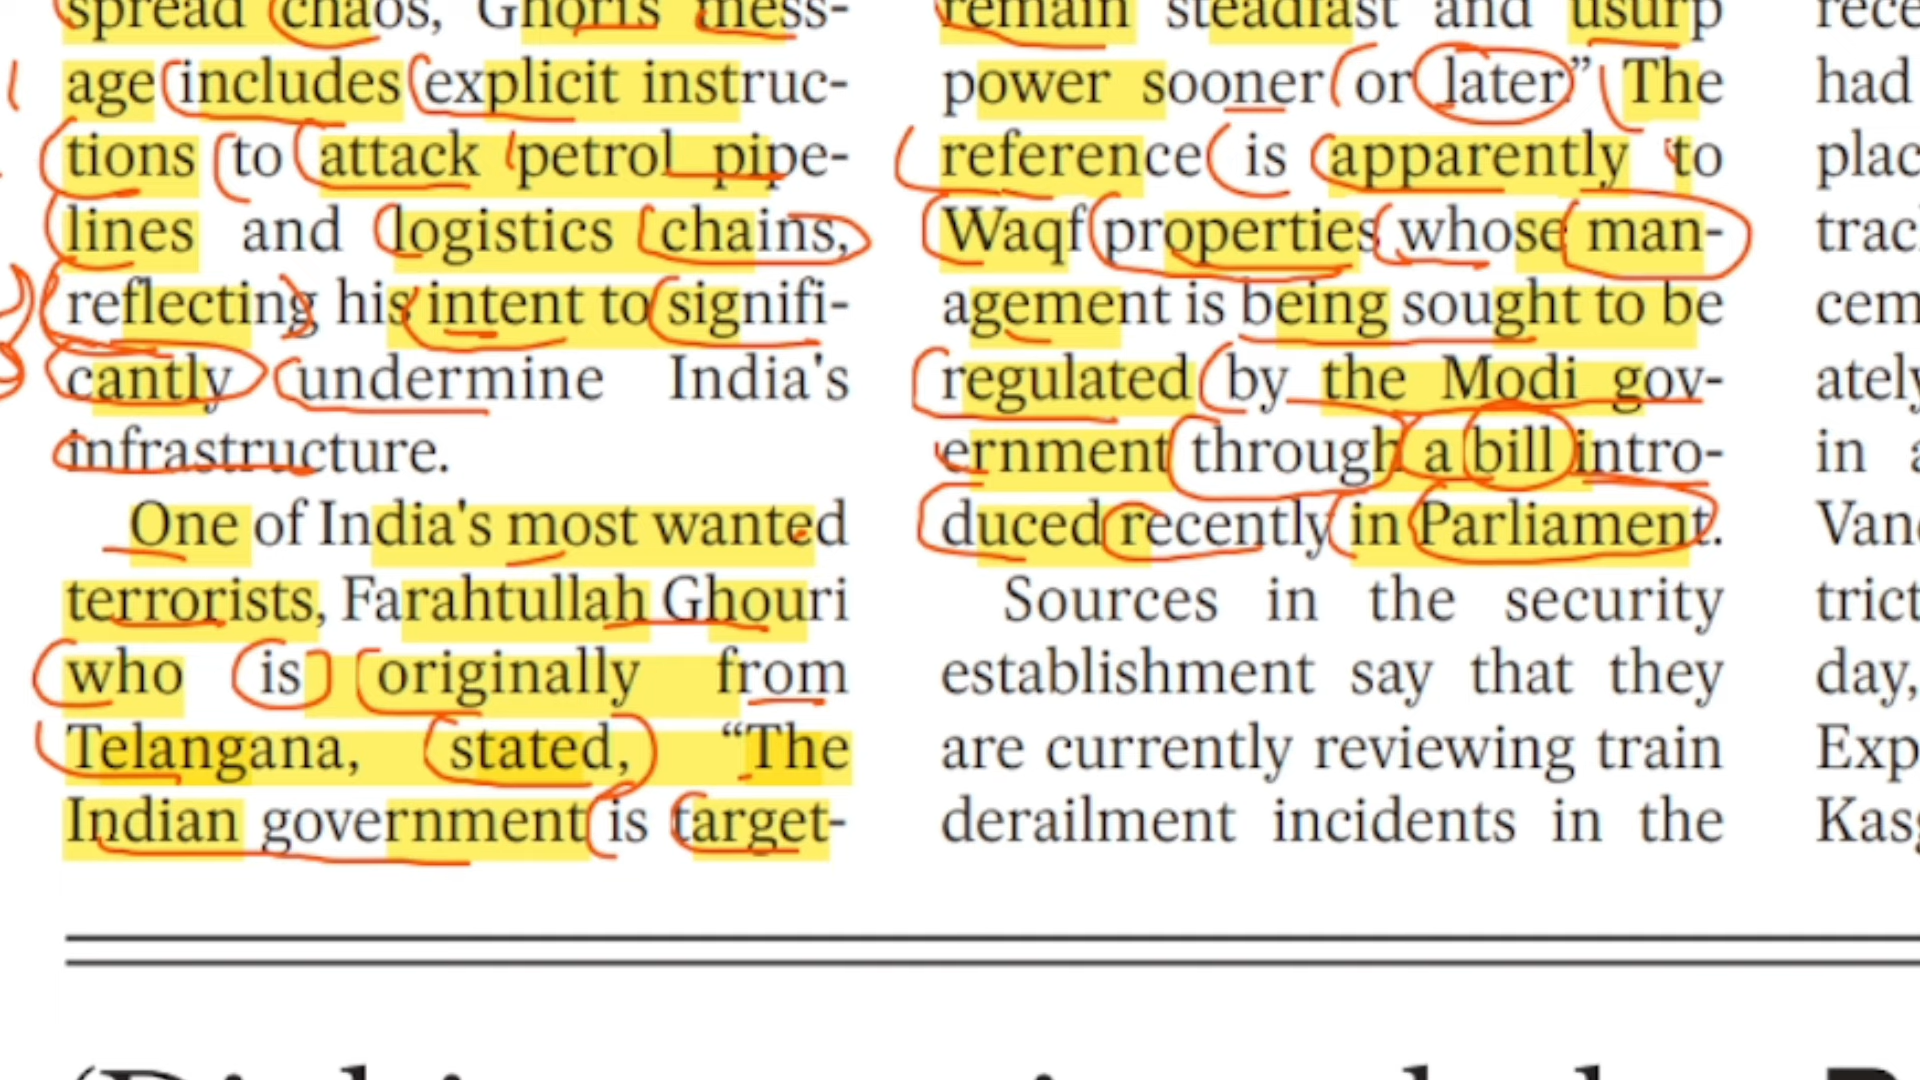 spread chaos, Ghori's mess-
age includes explicit instruc-
tions to attack petrol pipe-
lines and logistics chains,
reflecting his intent to signifi-
cantly undermine India's
infrastructure.
One of India's most wanted
terrorists, Farahtullah Ghouri
who is originally from
Telangana, stated, “The
Indian government is target-
remain steadfast and usurp
power sooner or later” The
reference is apparently to
Waqf properties whose man-
agement is being sought to be
regulated by the Modi gov-
ernment through a bill intro-
duced recently in Parliament.
Sources in the security
establishment say that they
are currently reviewing train
derailment incidents in the
had
in